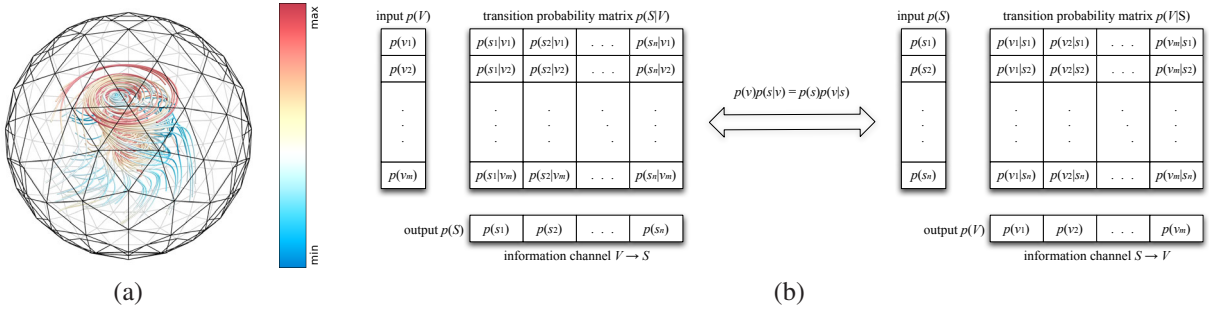 max
min
(a)
input p(V) transition probability matrix p(S|V)
p(v1) p(s1|v1) p(s2|v1) . . . p(sn|v1)
p(v2) p(s1|v2) p(s2|v2) . . . p(sn|v2)
. . . . .
. . . . .
. . . . .
p(vm) p(s1|vm) p(s2|vm) . . . p(sn|vm)
output p(S) p(s1) p(s2) . . . p(sn)
information channel V → S
p(v)p(s|v) = p(s)p(v|s)
input p(S) transition probability matrix p(V|S)
p(s1) p(v1|s1) p(v2|s1) . . . p(vm|s1)
p(s2) p(v1|s2) p(v2|s2) . . . p(vm|s2)
. . . . .
. . . . .
. . . . .
p(sn) p(v1|sn) p(v2|sn) . . . p(vm|sn)
output p(V) p(v1) p(v2) . . . p(vm)
information channel S → V
(b)